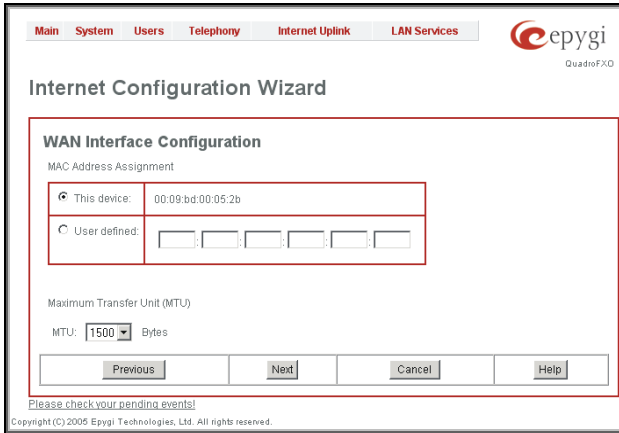 Main System Users Telephony Internet Uplink LAN Services
epygi
QuadroFXO
Internet Configuration Wizard
WAN Interface Configuration
MAC Address Assignment
This device: 00:09:bd:00:05:2b
User defined: : : : : :
Maximum Transfer Unit (MTU)
MTU: 1500 Bytes
Previous Next Cancel Help
Please check your pending events!
Copyright (C) 2005 Epygi Technologies, Ltd. All rights reserved.